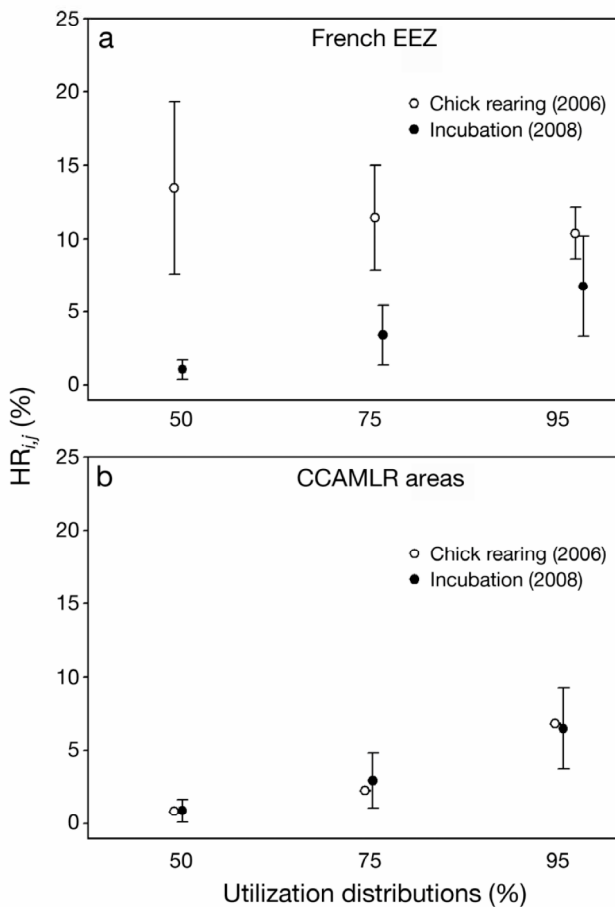 a
French EEZ
Chick rearing (2006)
Incubation (2008)
25
20
15
10
5
0
50 75 95
HRi,j (%)
b
CCAMLR areas
Chick rearing (2006)
Incubation (2008)
25
20
15
10
5
0
50 75 95
Utilization distributions (%)